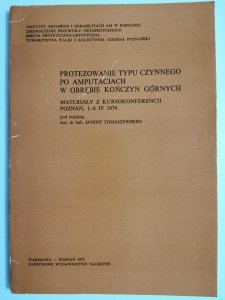 INSTYTUT ORTOPEDII I REHABILITACJI AM W POZNANIU
ZJEDNOCZENIE PRZEMYSŁU ORTOPEDYCZNEGO
SEKCJA PROTETYCZNO-ORTOTYCZNA
TOWARZYSTWA WALKI Z KALECTWEM, ODDZIAŁ POZNAŃSKI
PROTEZOWANIE TYPU CZYNNEGO
PO AMPUTACJACH
W OBRĘBIE KOŃCZYN GÓRNYCH
MATERIAŁY Z KURSOKONFERENCJI
POZNAŃ, 1–6 IV 1974
pod redakcją
doc. dr hab. JANINY TOMASZEWSKIEJ
WARSZAWA — POZNAŃ 1975
PAŃSTWOWE WYDAWNICTWO NAUKOWE